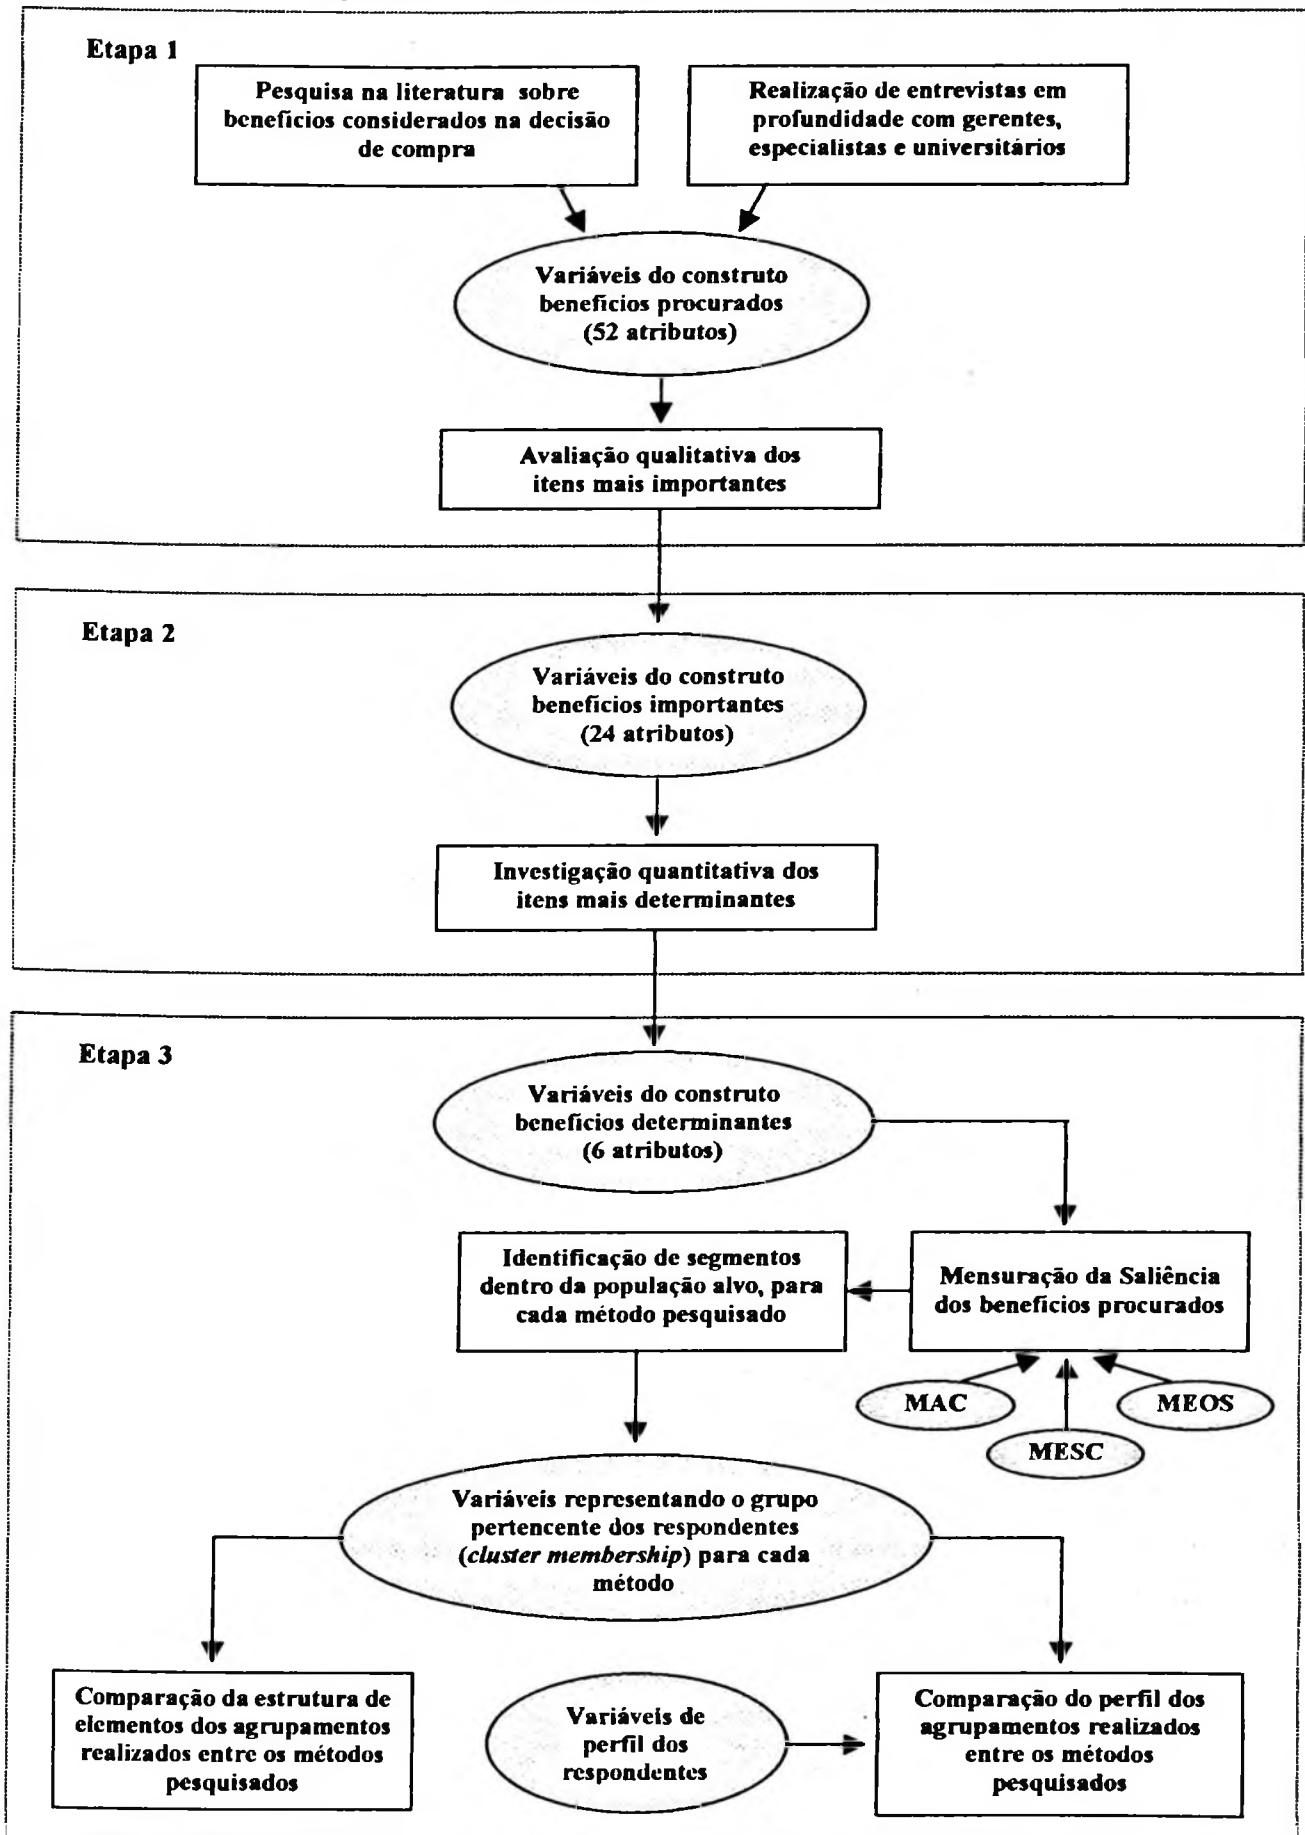 Etapa 1
Pesquisa na literatura sobre
benefícios considerados na decisão
de compra
Realização de entrevistas em
profundidade com gerentes,
especialistas e universitários
Variáveis do construto
benefícios procurados
(52 atributos)
Avaliação qualitativa dos
itens mais importantes
Etapa 2
Variáveis do construto
benefícios importantes
(24 atributos)
Investigação quantitativa dos
itens mais determinantes
Etapa 3
Variáveis do construto
benefícios determinantes
(6 atributos)
Identificação de segmentos
dentro da população alvo, para
cada método pesquisado
Mensuração da Saliência
dos benefícios procurados
MAC
MEOS
MESC
Variáveis representando o grupo
pertencente dos respondentes
(cluster membership) para cada
método
Comparação da estrutura de
elementos dos agrupamentos
realizados entre os métodos
pesquisados
Variáveis de
perfil dos
respondentes
Comparação do perfil dos
agrupamentos realizados
entre os métodos
pesquisados